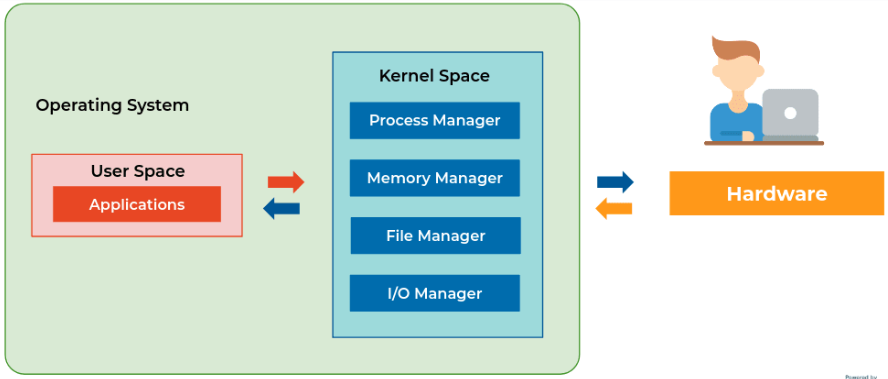 Operating System
User Space
Applications
Kernel Space
Process Manager
Memory Manager
File Manager
I/O Manager
Hardware
Powered by